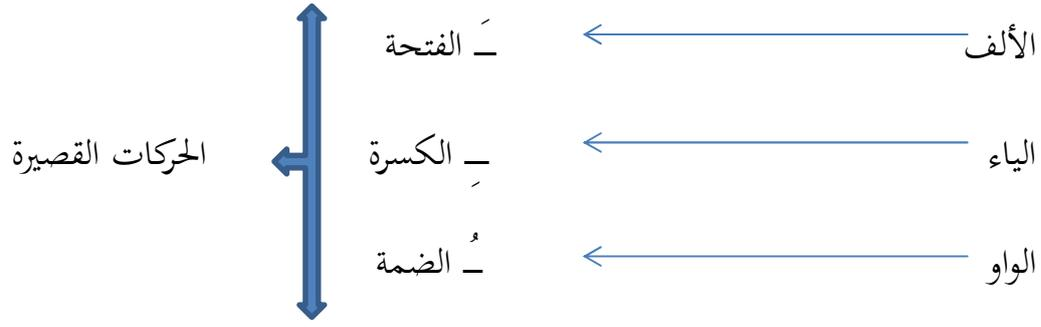 الألف ـَ الفتحة
الياء ـِ الكسرة الحركات القصيرة
الواو ـُ الضمة